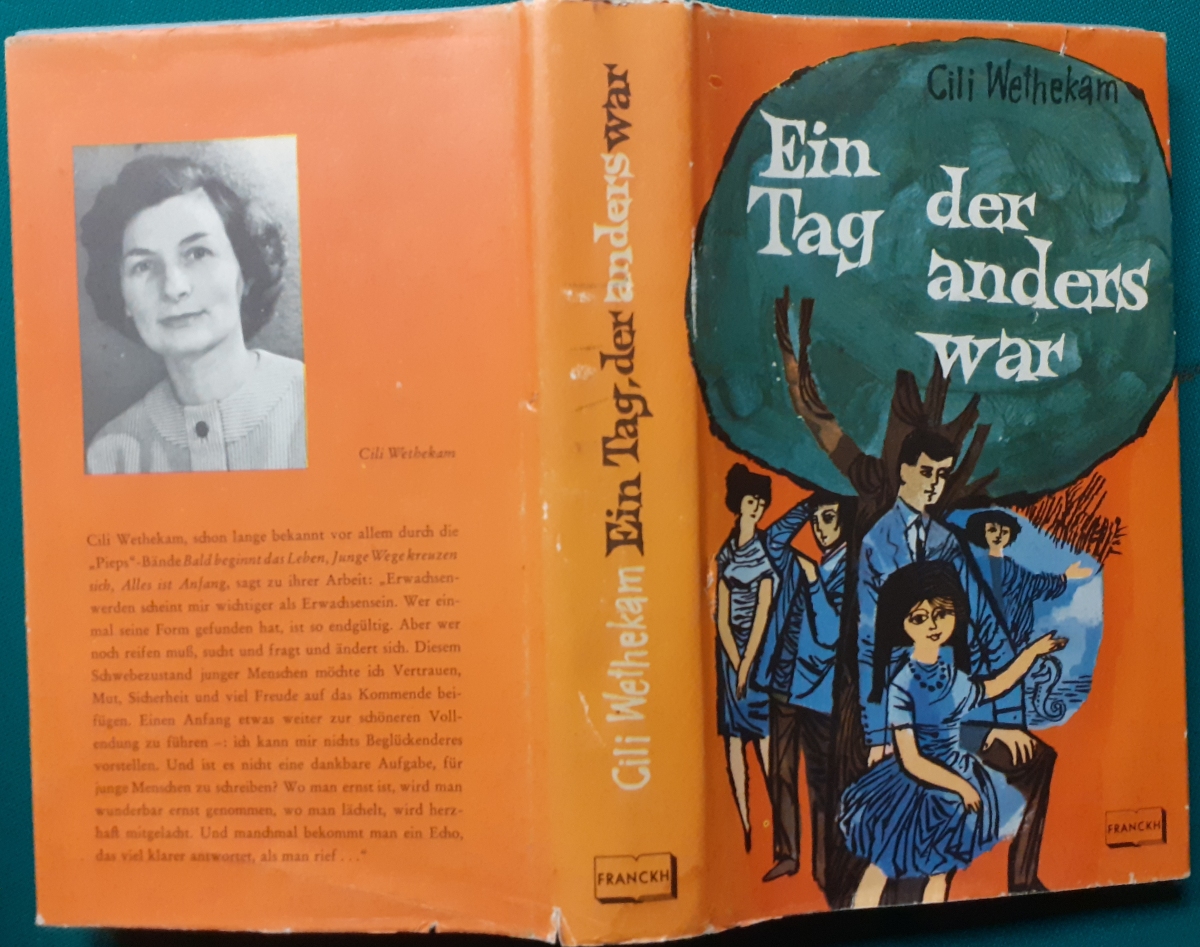 Cili Wethekam
Cili Wethekam, schon lange bekannt vor allem durch die
„Pieps“-Bände Bald beginnt das Leben, Junge Wege kreuzen
sich, Alles ist Anfang, sagt zu ihrer Arbeit: „Erwachsen-
werden scheint mir wichtiger als Erwachsensein. Wer ein-
mal seine Form gefunden hat, ist so endgültig. Aber wer
noch reifen muß, sucht und fragt und ändert sich. Diesem
Schwebezustand junger Menschen möchte ich Vertrauen,
Mut, Sicherheit und viel Freude auf das Kommende bei-
fügen. Einen Anfang etwas weiter zur schöneren Voll-
endung zu führen –: ich kann mir nichts Beglückenderes
vorstellen. Und ist es nicht eine dankbare Aufgabe, für
junge Menschen zu schreiben? Wo man ernst ist, wird man
wunderbar ernst genommen, wo man lächelt, wird herz-
haft mitgelacht. Und manchmal bekommt man ein Echo,
das viel klarer antwortet, als man rief . . .“
Cili Wethekam Ein Tag, der anders war
FRANCKH
Cili Wethekam
Ein
Tag
der
anders
war
FRANCKH